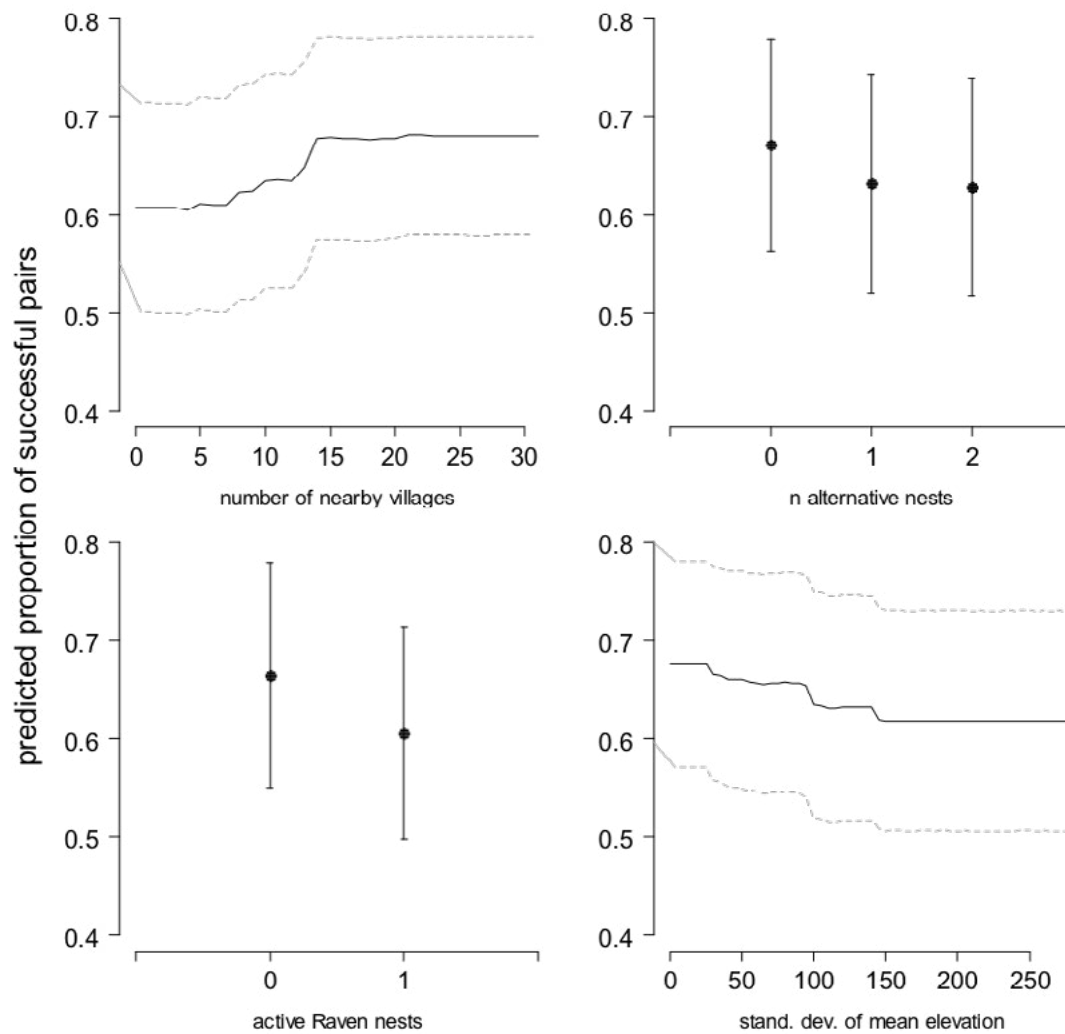 predicted proportion of successful pairs
0.8
0.7
0.6
0.5
0.4
0 5 10 15 20 25 30
number of nearby villages
0.8
0.7
0.6
0.5
0.4
0 1 2
n alternative nests
0.8
0.7
0.6
0.5
0.4
0 1
active Raven nests
0.8
0.7
0.6
0.5
0.4
0 50 100 150 200 250
stand. dev. of mean elevation